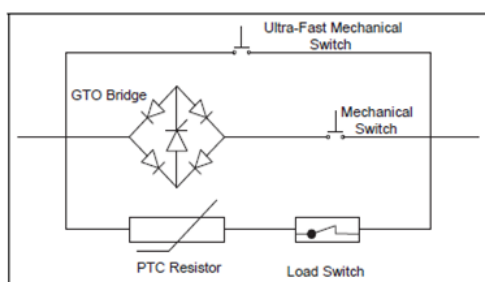 Ultra-Fast Mechanical
Switch
GTO Bridge
Mechanical
Switch
PTC Resistor
Load Switch